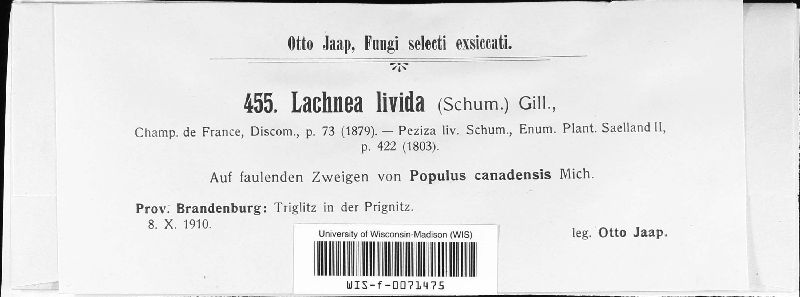 Otto Jaap, Fungi selecti exsiccati.
455. Lachnea livida (Schum.) Gill.,
Champ. de France, Discom., p. 73 (1879). — Peziza liv. Schum., Enum. Plant. Saelland II,
p. 422 (1803).
Auf faulenden Zweigen von Populus canadensis Mich.
Prov. Brandenburg: Triglitz in der Prignitz.
8. X. 1910.
leg. Otto Jaap.
University of Wisconsin-Madison (WIS)
WIS-f-0071475